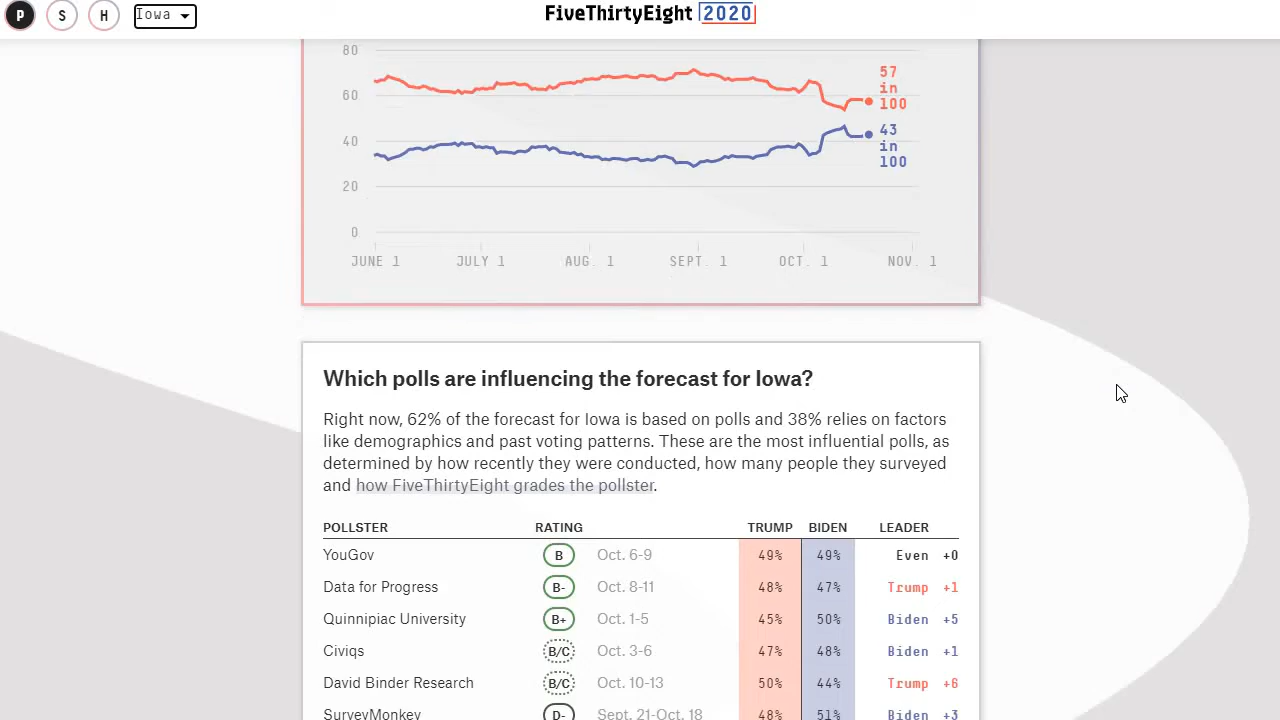 P S H Iowa FiveThirtyEight 2020
80
60
40
20
0
57
in
100
43
in
100
JUNE 1 JULY 1 AUG. 1 SEPT. 1 OCT. 1 NOV. 1
Which polls are influencing the forecast for Iowa?
Right now, 62% of the forecast for Iowa is based on polls and 38% relies on factors
like demographics and past voting patterns. These are the most influential polls, as
determined by how recently they were conducted, how many people they surveyed
and how FiveThirtyEight grades the pollster.
POLLSTER RATING TRUMP BIDEN LEADER
YouGov B Oct. 6-9 49% 49% Even +0
Data for Progress B- Oct. 8-11 48% 47% Trump +1
Quinnipiac University B+ Oct. 1-5 45% 50% Biden +5
Civiqs B/C Oct. 3-6 47% 48% Biden +1
David Binder Research B/C Oct. 10-13 50% 44% Trump +6
SurveyMonkey D- Sept. 21-Oct. 18 48% 51% Biden +3